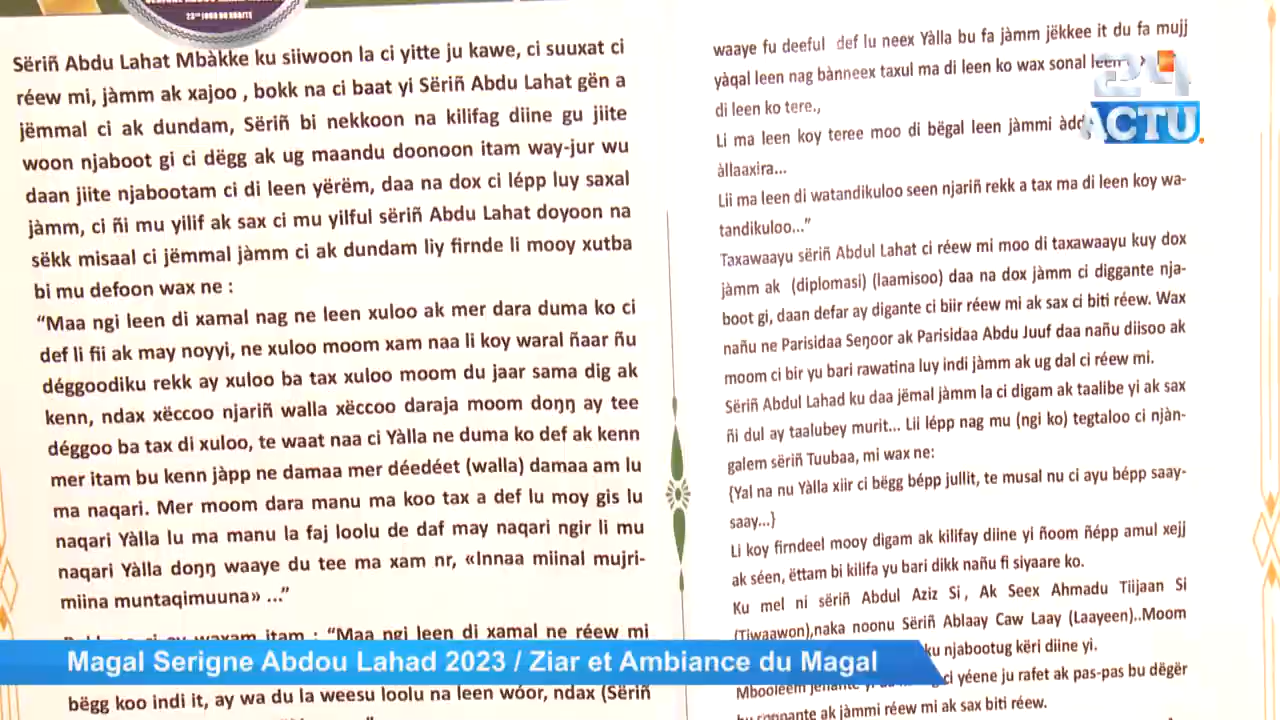 Sëriñ Abdu Lahat Mbàkke ku siiwoon la ci yitte ju kawe, ci suuxat ci
réew mi, jàmm ak xajoo , bokk na ci baat yi Sëriñ Abdu Lahat gën a
jëmmal ci ak dundam, Sëriñ bi nekkoon na kilifag diine gu jiite
woon njaboot gi ci dëgg ak ug maandu doonoon itam way-jur wu
daan jiite njabootam ci di leen yërëm, daa na dox ci lépp luy saxal
jàmm, ci ñi mu yilif ak sax ci mu yilful sëriñ Abdu Lahat doyoon na
sëkk misaal ci jëmmal jàmm ci ak dundam liy firnde li mooy xutba
bi mu defoon wax ne :
“Maa ngi leen di xamal nag ne leen xuloo ak mer dara duma ko ci
def li fii ak may noyyi, ne xuloo moom xam naa li koy waral ñaar ñu
déggoodiku rekk ay xuloo ba tax xuloo moom du jaar sama dig ak
kenn, ndax xëccoo njariñ walla xëccoo daraja moom doŋŋ ay tee
déggoo ba tax di xuloo, te waat naa ci Yàlla ne duma ko def ak kenn
mer itam bu kenn jàpp ne damaa mer déedéet (walla) damaa am lu
ma naqari. Mer moom dara manu ma koo tax a def lu moy gis lu
naqari Yàlla lu ma manu la faj loolu de daf may naqari ngir li mu
naqari Yàlla doŋŋ waaye du tee ma xam nr, «Innaa miinal mujri-
miina muntaqimuuna» ...”
ci ay waxam itam : “Maa ngi leen di xamal ne réew mi
bëgg koo indi it, ay wa du la weesu loolu na leen wóor, ndax (Sëriñ
waaye fu deeful def lu neex Yàlla bu fa jàmm jëkkee it du fa mujj
yàqal leen nag bànneex taxul ma di leen ko wax sonal leen
di leen ko tere.,
Li ma leen koy teree moo di bëgal leen jàmmi
àllaaxira...
Lii ma leen di watandikuloo seen njariñ rekk a tax ma di leen koy wa-
tandikuloo...”
Taxawaayu sëriñ Abdul Lahat ci réew mi moo di taxawaayu kuy dox
jàmm ak (diplomasi) (laamisoo) daa na dox jàmm ci diggante nja-
boot gi, daan defar ay digante ci biir réew mi ak sax ci biti réew. Wax
nañu ne Parisidaa Seŋoor ak Parisidaa Abdu Juuf daa nañu diisoo ak
moom ci bir yu bari rawatina luy indi jàmm ak ug dal ci réew mi.
Sëriñ Abdul Lahad ku daa jëmal jàmm la ci digam ak taalibe yi ak sax
ñi dul ay taalubey murit... Lii lépp nag mu (ngi ko) tegtaloo ci njàn-
galem sëriñ Tuubaa, mi wax ne:
{Yal na nu Yàlla xiir ci bëgg bépp jullit, te musal nu ci ayu bépp saay-
saay...}
Li koy firndeel mooy digam ak kilifay diine yi ñoom ñépp amul xejj
ak séen, ëttam bi kilifa yu bari dikk nañu fi siyaare ko.
Ku mel ni sëriñ Abdul Aziz Si, Ak Seex Ahmadu Tiijaan Si
(Tiwaawon),naka noonu Sëriñ Ablaay Caw Laay (Laayeen)..Moom
ku njabootug këri diine yi.
Mbooleem ci yéene ju rafet ak pas-pas bu dëgër
ak jàmmi réew mi ak sax biti réew.
24
ACTU.
Magal Serigne Abdou Lahad 2023 / Ziar et Ambiance du Magal